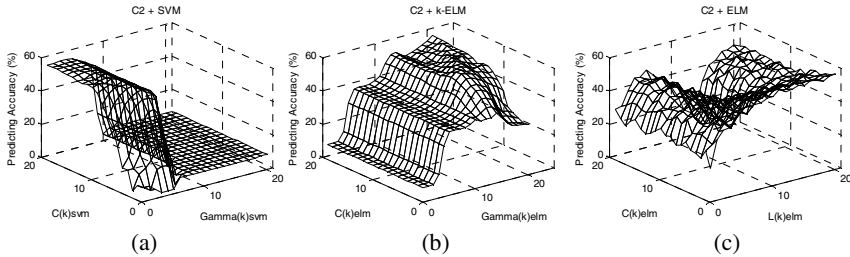 C2 + SVM
Predicting Accuracy (%)
60
40
20
0
20
10
0
C(k)svm
0
10
20
Gamma(k)svm
(a)
C2 + k-ELM
Predicting Accuracy (%)
60
40
20
0
20
10
0
C(k)elm
0
10
20
Gamma(k)elm
(b)
C2 + ELM
Predicting Accuracy (%)
60
40
20
0
20
10
0
C(k)elm
0
10
20
L(k)elm
(c)